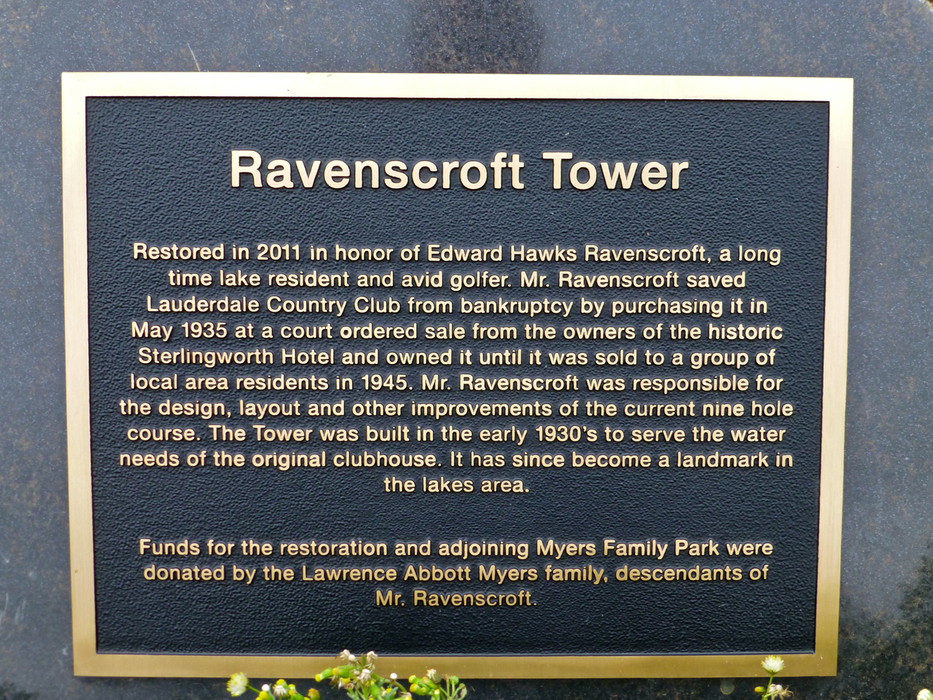 Ravenscroft Tower
Restored in 2011 in honor of Edward Hawks Ravenscroft, a long
time lake resident and avid golfer. Mr. Ravenscroft saved
Lauderdale Country Club from bankruptcy by purchasing it in
May 1935 at a court ordered sale from the owners of the historic
Sterlingworth Hotel and owned it until it was sold to a group of
local area residents in 1945. Mr. Ravenscroft was responsible for
the design, layout and other improvements of the current nine hole
course. The Tower was built in the early 1930's to serve the water
needs of the original clubhouse. It has since become a landmark in
the lakes area.
Funds for the restoration and adjoining Myers Family Park were
donated by the Lawrence Abbott Myers family, descendants of
Mr. Ravenscroft.